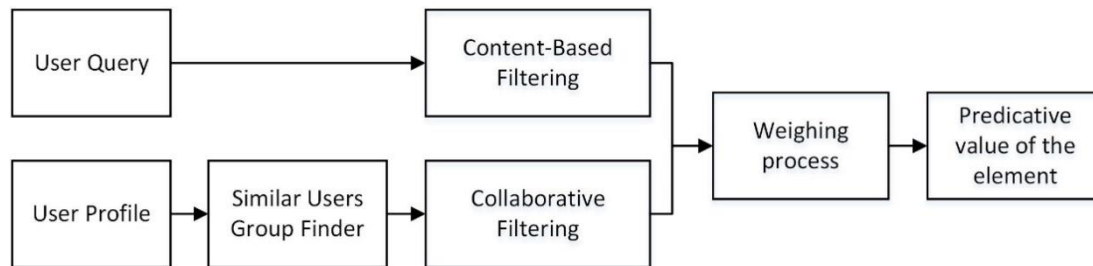 User Query
Content-Based
Filtering
Weighing
process
Predicative
value of the
element
User Profile
Similar Users
Group Finder
Collaborative
Filtering